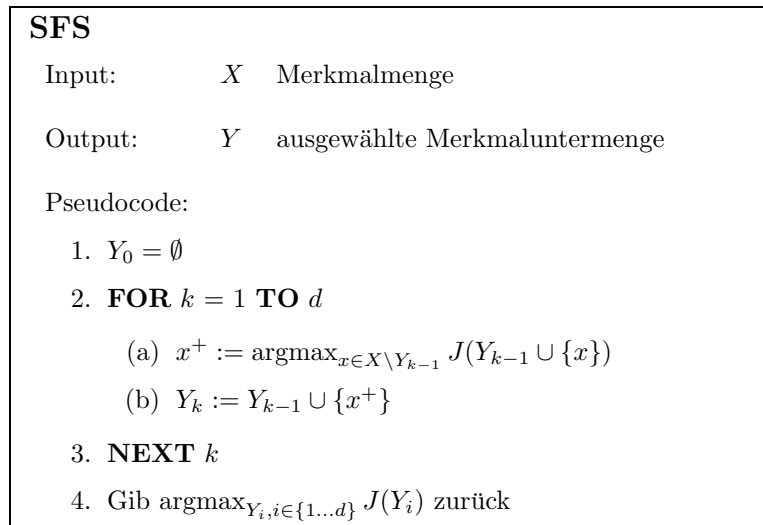 SFS
Input: X Merkmalmenge
Output: Y ausgewählte Merkmaluntermenge
Pseudocode:
1. Y₀ = ∅
2. FOR k = 1 TO d
(a) x⁺ := argmax_{x∈X\Y_{k−1}} J(Y_{k−1} ∪ {x})
(b) Y_k := Y_{k−1} ∪ {x⁺}
3. NEXT k
4. Gib argmax_{Y_i,i∈{1...d}} J(Y_i) zurück